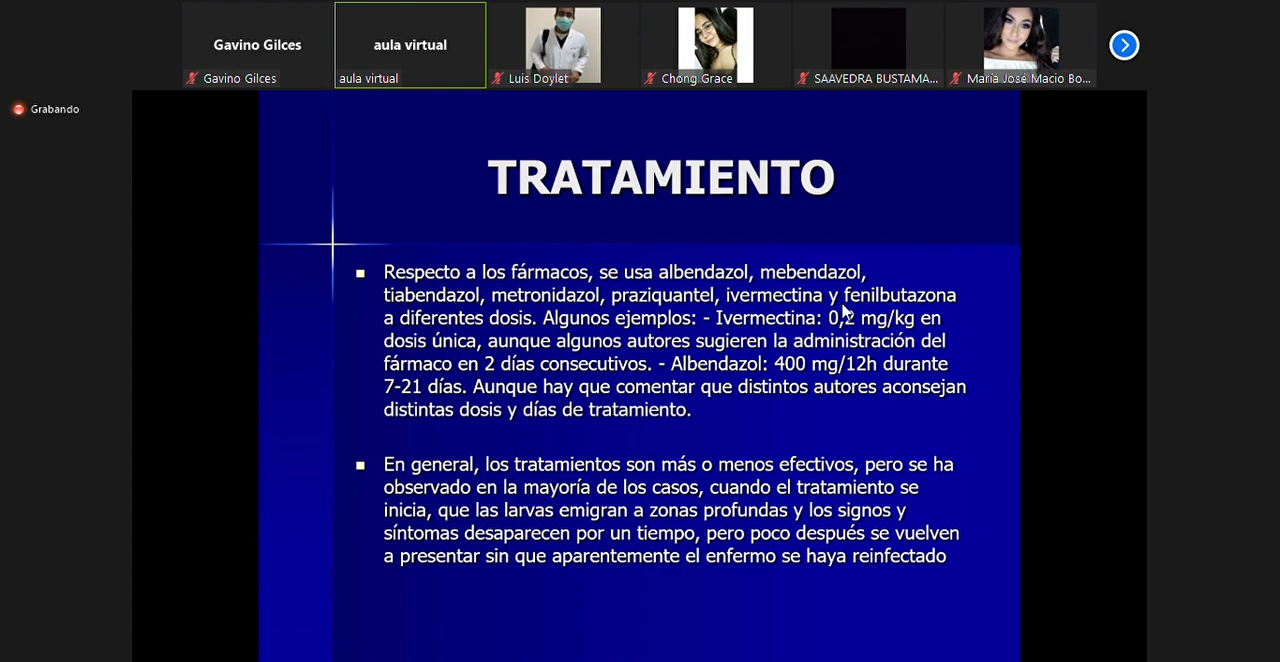 Gavino Gilces
aula virtual
Gavino Gilces
aula virtual
Luis Doylet
Chong Grace
SAAVEDRA BUSTAMA...
María José Macio Bo...
Grabando
TRATAMIENTO
Respecto a los fármacos, se usa albendazol, mebendazol,
tiabendazol, metronidazol, praziquantel, ivermectina y fenilbutazona
a diferentes dosis. Algunos ejemplos: - Ivermectina: 0,2 mg/kg en
dosis única, aunque algunos autores sugieren la administración del
fármaco en 2 días consecutivos. - Albendazol: 400 mg/12h durante
7-21 días. Aunque hay que comentar que distintos autores aconsejan
distintas dosis y días de tratamiento.
En general, los tratamientos son más o menos efectivos, pero se ha
observado en la mayoría de los casos, cuando el tratamiento se
inicia, que las larvas emigran a zonas profundas y los signos y
síntomas desaparecen por un tiempo, pero poco después se vuelven
a presentar sin que aparentemente el enfermo se haya reinfectado